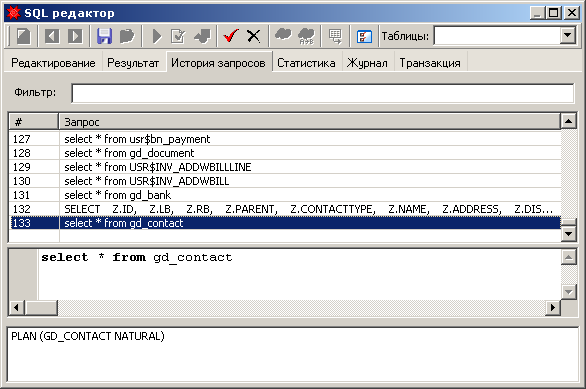 SQL редактор
Таблицы:
Редактирование Результат История запросов Статистика Журнал Транзакция
Фильтр:
# Запрос
127 select * from usr$bn_payment
128 select * from gd_document
129 select * from USR$INV_ADDWBILLLINE
130 select * from USR$INV_ADDWBILL
131 select * from gd_bank
132 SELECT Z.ID, Z.LB, Z.RB, Z.PARENT, Z.CONTACTTYPE, Z.NAME, Z.ADDRESS, Z.DIS...
133 select * from gd_contact
select * from gd_contact
PLAN (GD_CONTACT NATURAL)